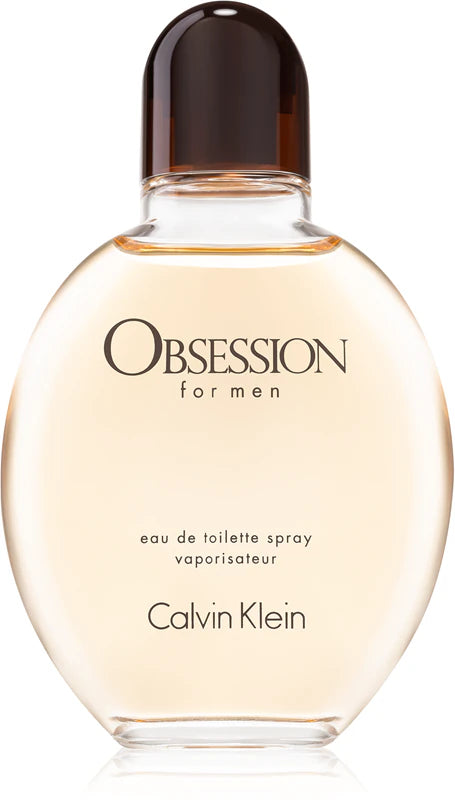 OBSESSION
for men
eau de toilette spray
vaporisateur
Calvin Klein